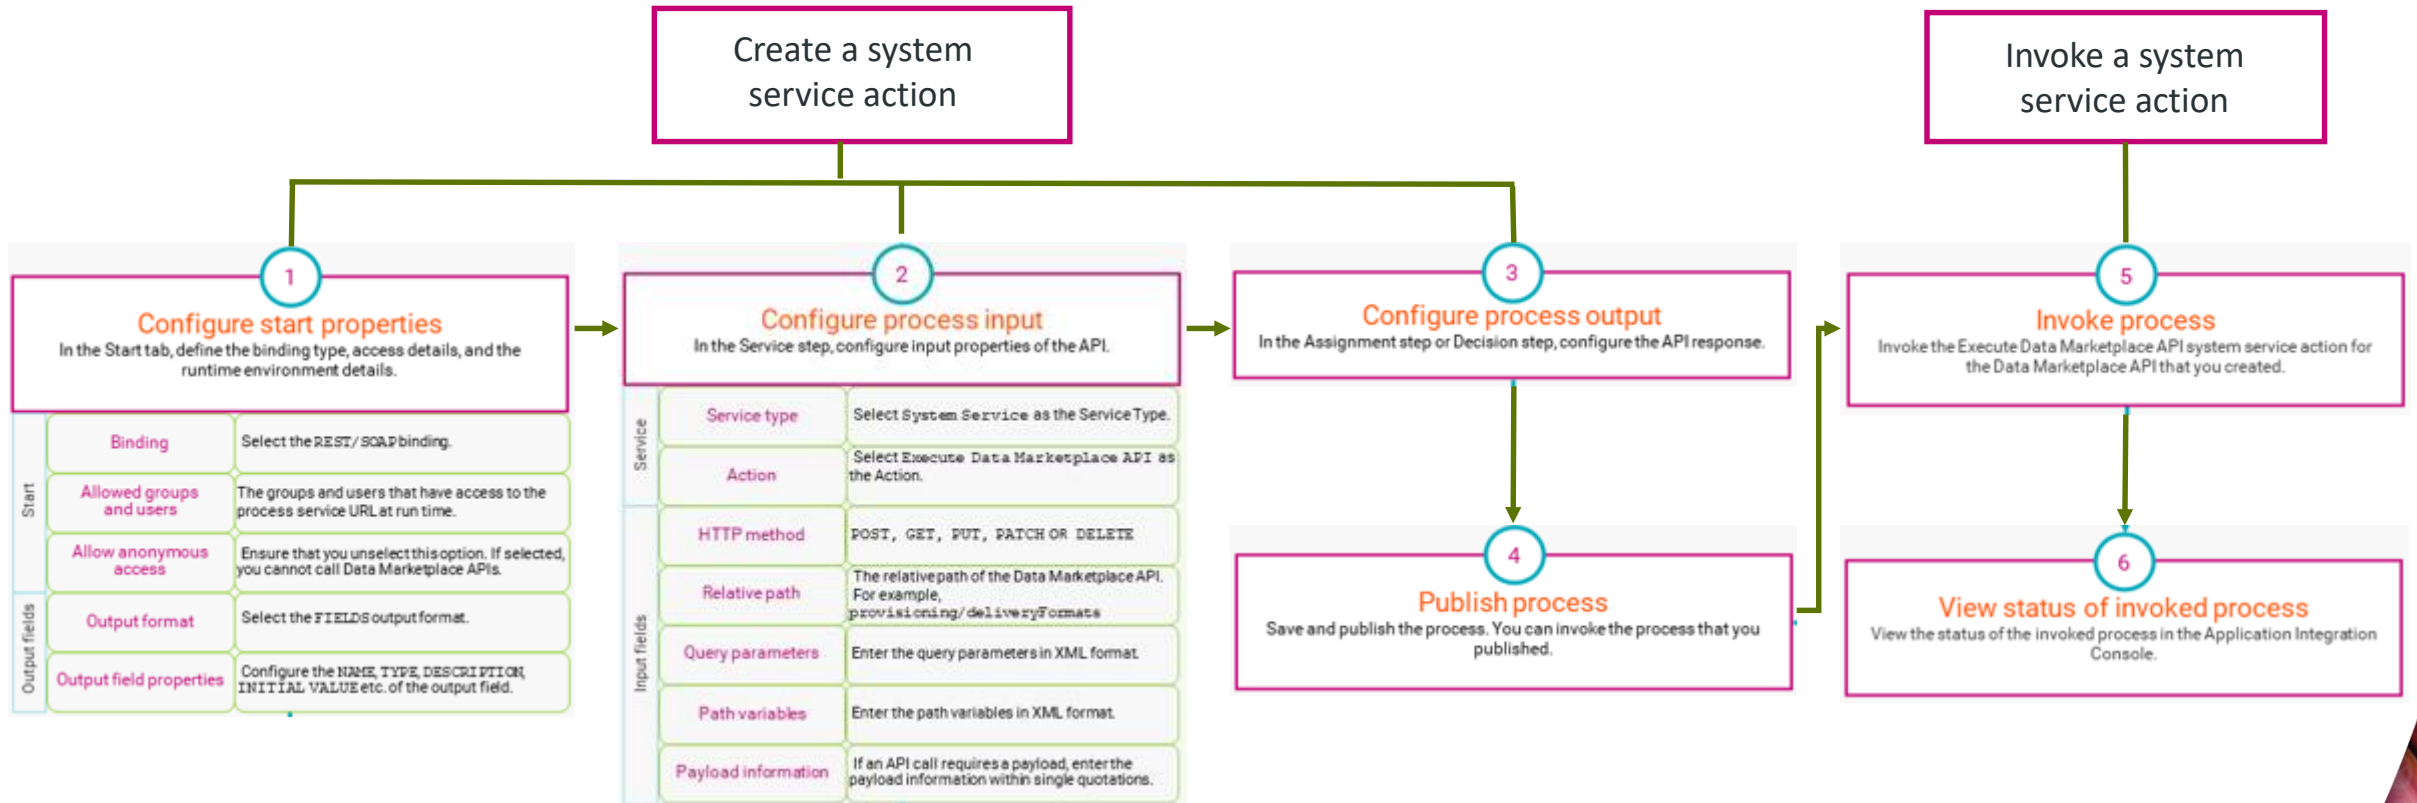 Create a system
service action
Invoke a system
service action
1
Configure start properties
In the Start tab, define the binding type, access details, and the
runtime environment details.
Start
Binding
Select the REST/SOAP binding.
Allowed groups
and users
The groups and users that have access to the
process service URL at run time.
Allow anonymous
access
Ensure that you unselect this option. If selected,
you cannot call Data Marketplace APIs.
Output fields
Output format
Select the FIELDS output format.
Output field properties
Configure the NAME, TYPE, DESCRIPTION,
INITIAL VALUE etc. of the output field.
2
Configure process input
In the Service step, configure input properties of the API.
Service
Service type
Select System Service as the Service Type.
Action
Select Execute Data Marketplace API as
the Action.
Input fields
HTTP method
POST, GET, PUT, PATCH OR DELETE
Relative path
The relative path of the Data Marketplace API.
For example,
provisioning/deliveryFormats
Query parameters
Enter the query parameters in XML format.
Path variables
Enter the path variables in XML format.
Payload information
If an API call requires a payload, enter the
payload information within single quotations.
3
Configure process output
In the Assignment step or Decision step, configure the API response.
4
Publish process
Save and publish the process. You can invoke the process that you
published.
5
Invoke process
Invoke the Execute Data Marketplace API system service action for
the Data Marketplace API that you created.
6
View status of invoked process
View the status of the invoked process in the Application Integration
Console.